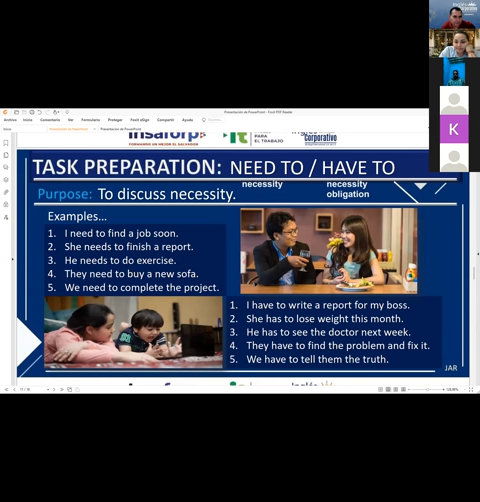 Presentación de PowerPoint - Foxit PDF Reader
Archivo Inicio Comentario Ver Formulario Proteger Foxit eSign Compartir Ayuda
Presentación de PowerPoint
Presentación de PowerPoint
insaforp
FORMANDO UN MEJOR EL SALVADOR
PARA
EL TRABAJO
Corporativo
TASK PREPARATION: NEED TO / HAVE TO
necessity
necessity
obligation
Purpose: To discuss necessity.
Examples...
1. I need to find a job soon.
2. She needs to finish a report.
3. He needs to do exercise.
4. They need to buy a new sofa.
5. We need to complete the project.
1. I have to write a report for my boss.
2. She has to lose weight this month.
3. He has to see the doctor next week.
4. They have to find the problem and fix it.
5. We have to tell them the truth.
JAR
K